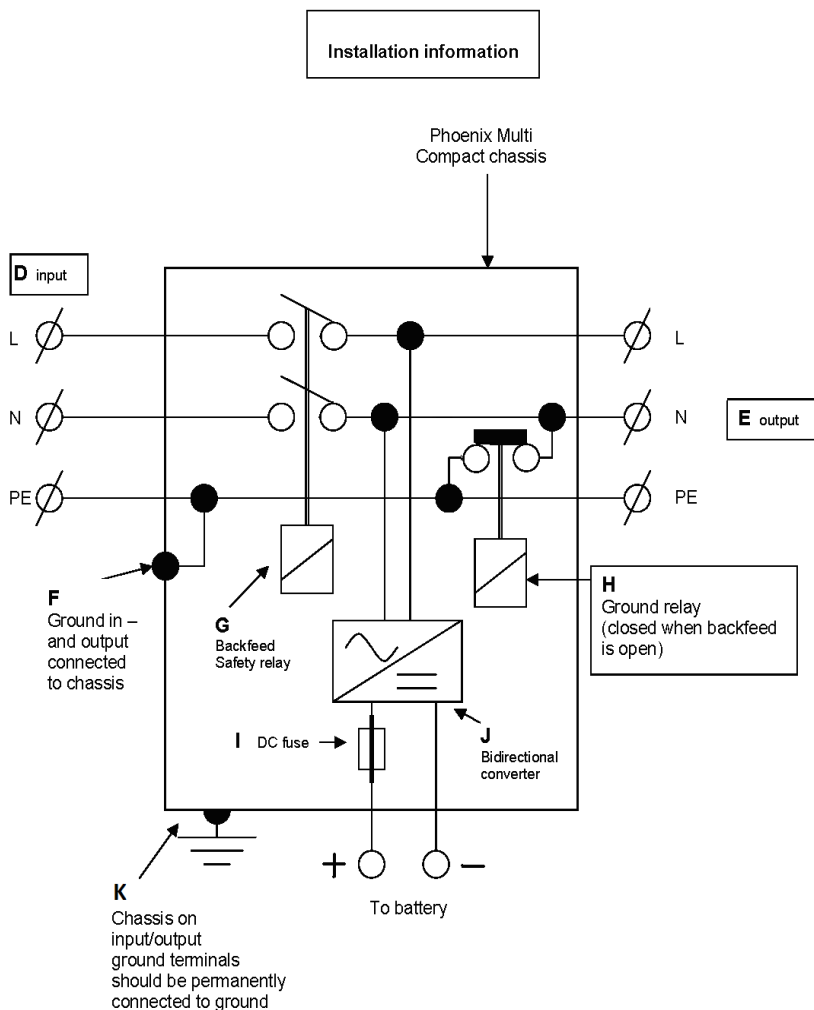 Installation information
Phoenix Multi
Compact chassis
D input
L
L
N
N
E output
PE
PE
F
Ground in –
and output
connected
to chassis
G
Backfeed
Safety relay
H
Ground relay
(closed when backfeed
is open)
I DC fuse
J
Bidirectional
converter
+
–
To battery
K
Chassis on
input/output
ground terminals
should be permanently
connected to ground